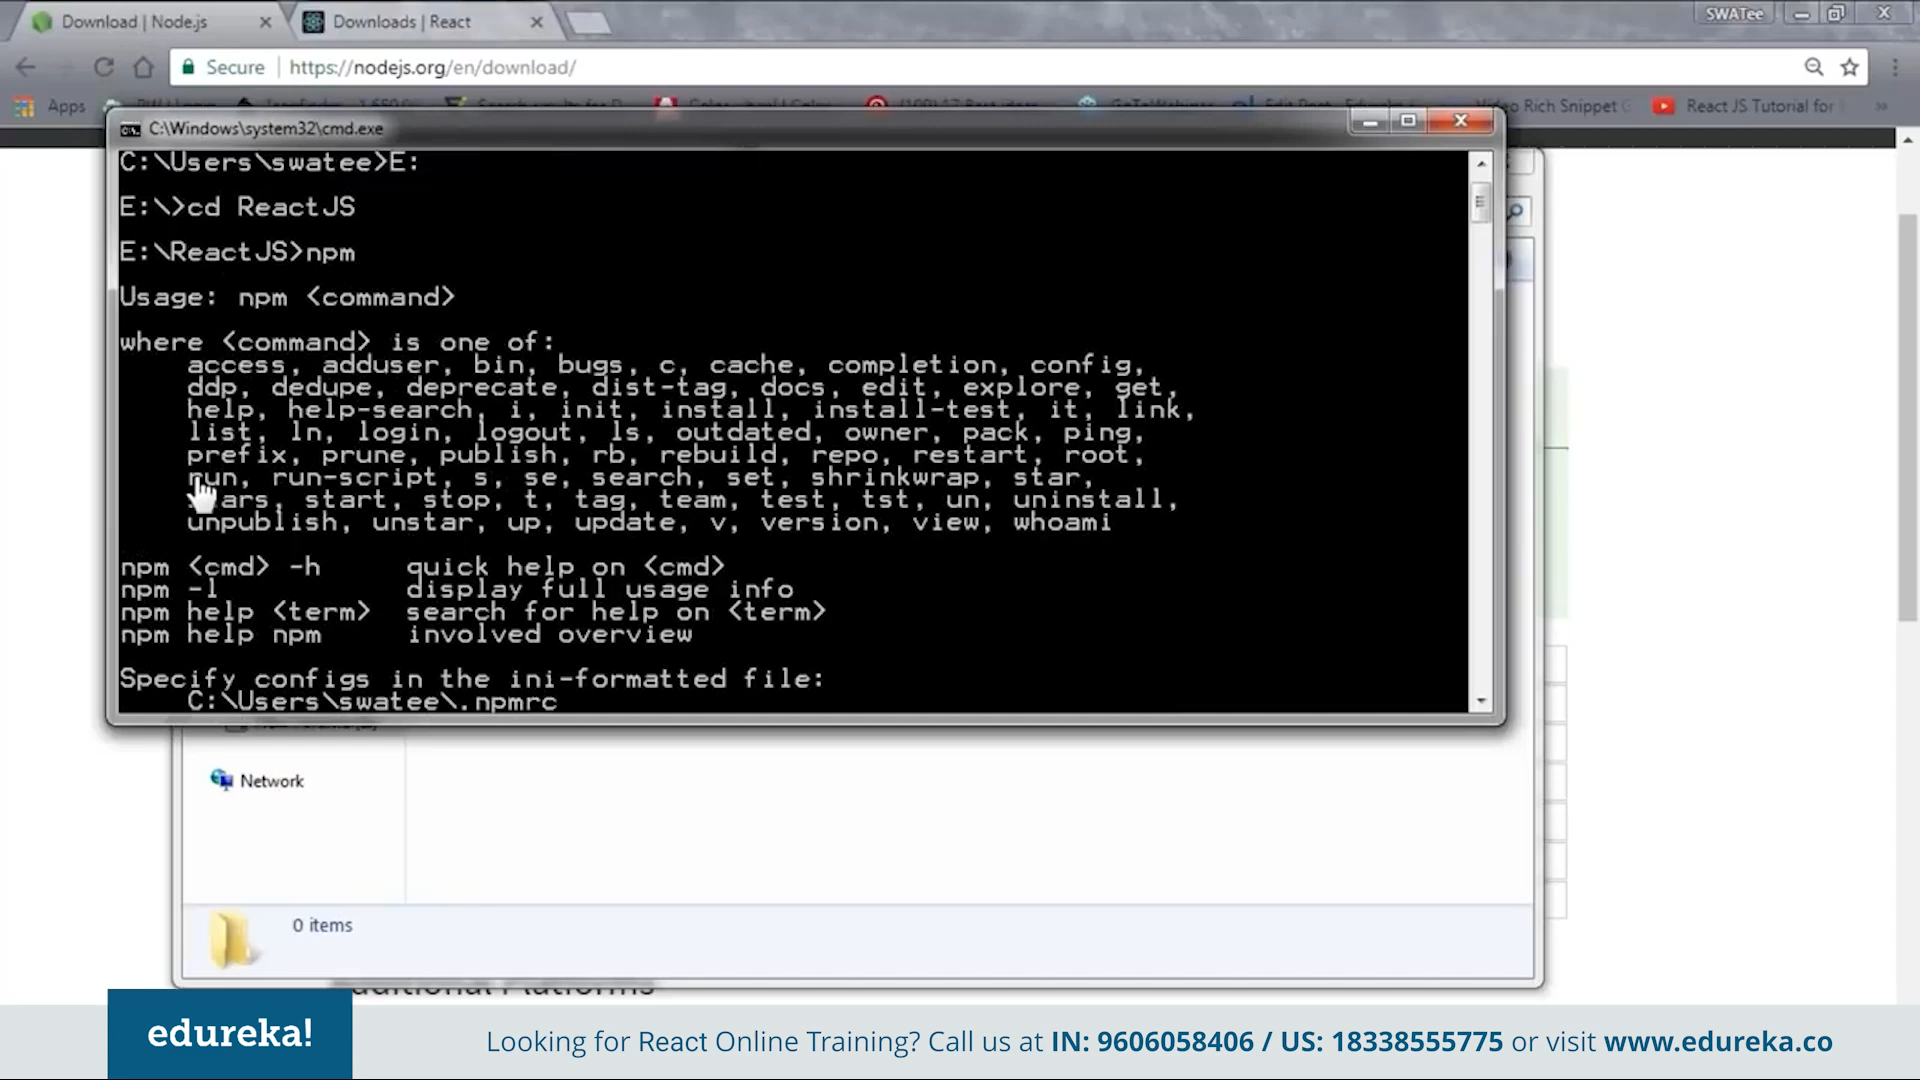 Download | Node.js
Downloads | React
SWATee
Secure
https://nodejs.org/en/download/
Apps
Video Rich Snippet
React JS Tutorial for
C:\Windows\system32\cmd.exe
C:\Users\swatee>E:
E:\>cd ReactJS
E:\ReactJS>npm
Usage: npm <command>
where <command> is one of:
access, adduser, bin, bugs, c, cache, completion, config,
ddp, dedupe, deprecate, dist-tag, docs, edit, explore, get,
help, help-search, i, init, install, install-test, it, link,
list, ln, login, logout, ls, outdated, owner, pack, ping,
prefix, prune, publish, rb, rebuild, repo, restart, root,
run, run-script, s, se, search, set, shrinkwrap, star,
stars, start, stop, t, tag, team, test, tst, un, uninstall,
unpublish, unstar, up, update, v, version, view, whoami
npm <cmd> -h quick help on <cmd>
npm -l display full usage info
npm help <term> search for help on <term>
npm help npm involved overview
Specify configs in the ini-formatted file:
C:\Users\swatee\.npmrc
Network
0 items
edureka!
Looking for React Online Training? Call us at IN: 9606058406 / US: 18338555775 or visit www.edureka.co